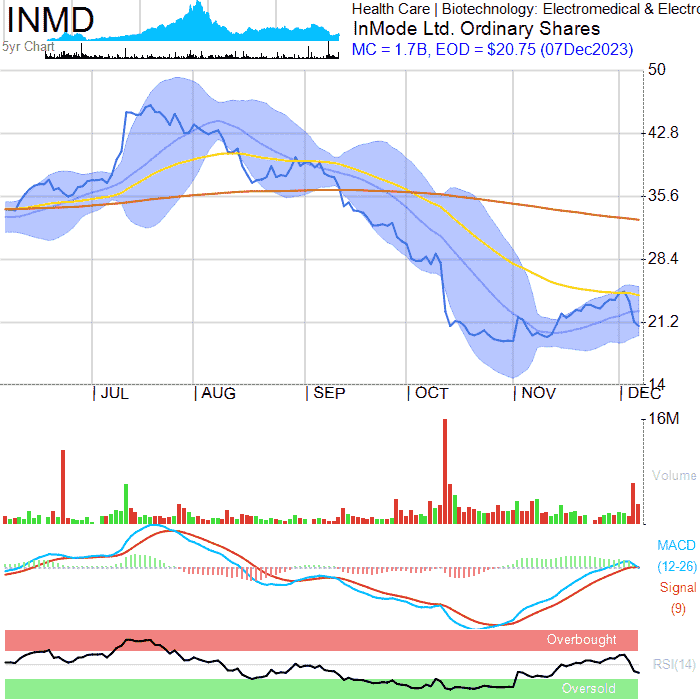 INMD
Health Care | Biotechnology: Electromedical & Electro
InMode Ltd. Ordinary Shares
5yr Chart
MC = 1.7B, EOD = $20.75 (07Dec2023)
50
42.8
35.6
28.4
21.2
14
JUL
AUG
SEP
OCT
NOV
DEC
16M
Volume
MACD
(12-26)
Signal
(9)
Overbought
RSI(14)
Oversold